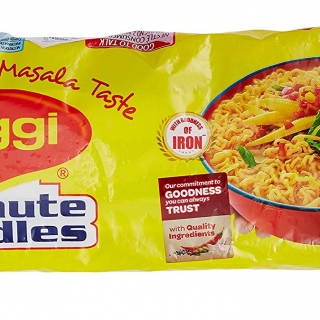 GOOD TO TALK
Masala Taste
ggi
®
nute
dles
WITH GOODNESS
OF
IRON
Our commitment to
GOODNESS
you can always
TRUST
with Quality
Ingredients